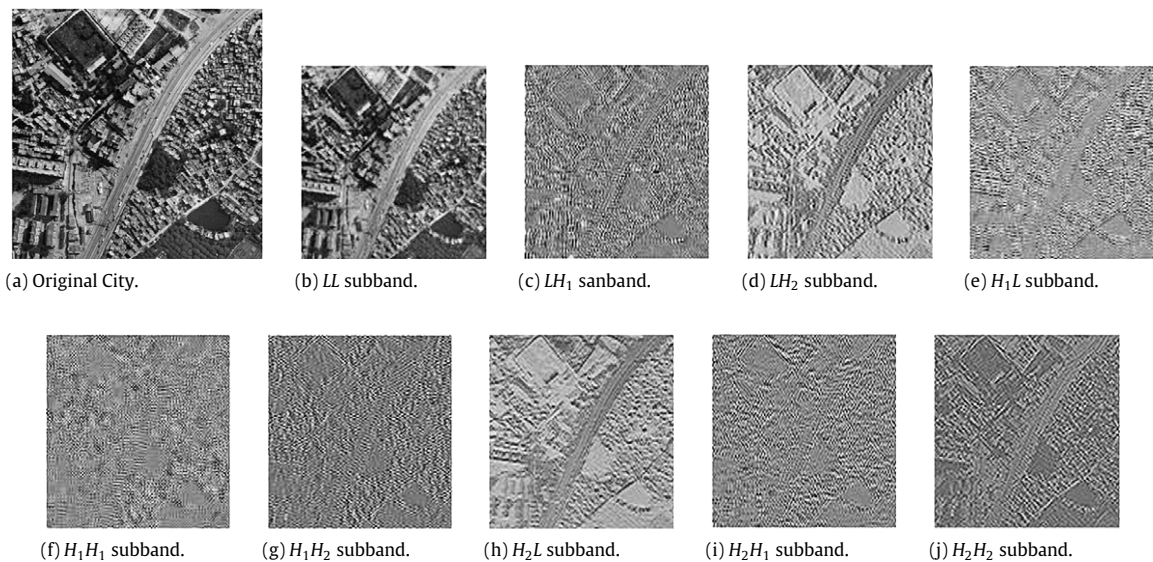 (a) Original City.
(b) LL subband.
(c) LH₁ sanband.
(d) LH₂ subband.
(e) H₁L subband.
(f) H₁H₁ subband.
(g) H₁H₂ subband.
(h) H₂L subband.
(i) H₂H₁ subband.
(j) H₂H₂ subband.